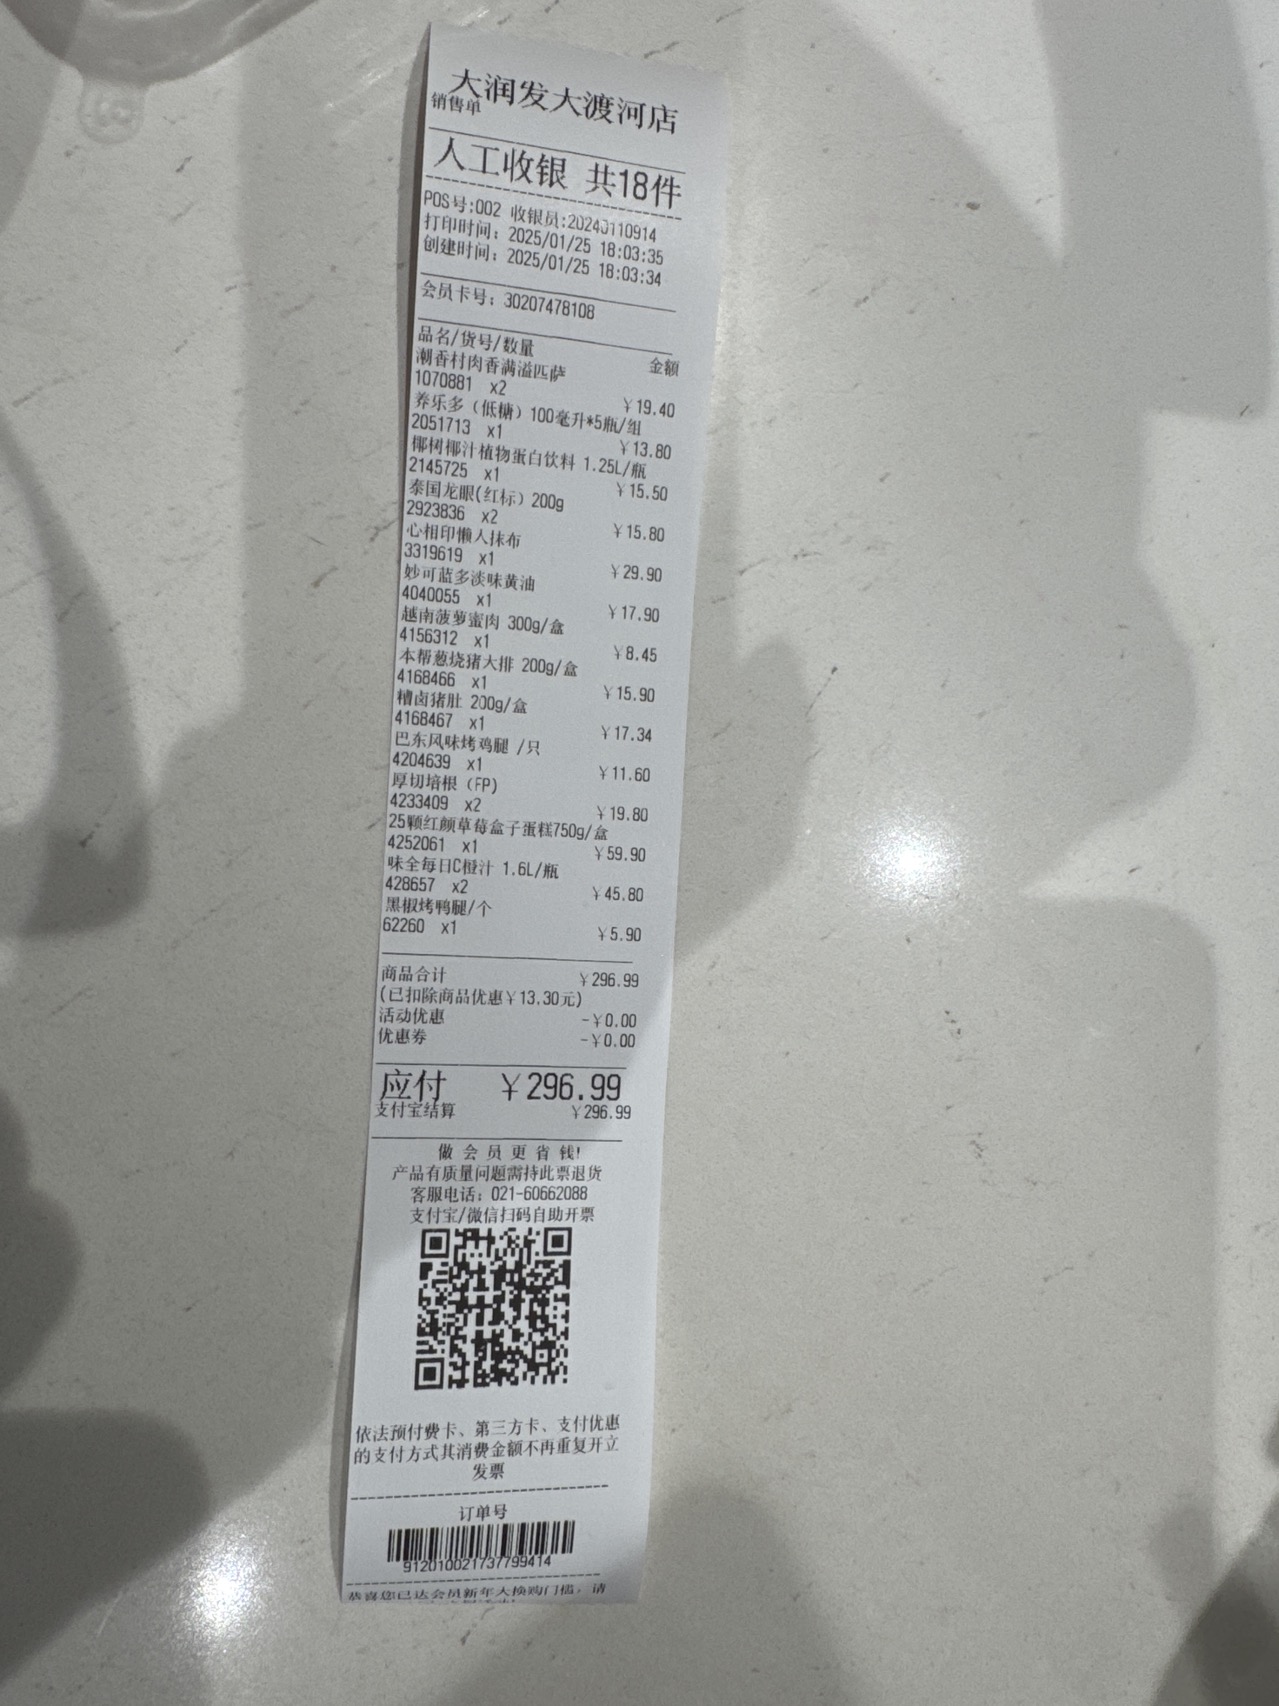 大润发大渡河店
销售单
人工收银 共18件
POS号:002 收银员:20240110914
打印时间: 2025/01/25 18:03:35
创建时间: 2025/01/25 18:03:34
会员卡号: 30207478108
品名/货号/数量 金额
潮香村肉香满溢匹萨
1070881 x2 ￥19.40
养乐多（低糖）100毫升*5瓶/组
2051713 x1 ￥13.80
椰树椰汁植物蛋白饮料 1.25L/瓶
2145725 x1 ￥15.50
泰国龙眼(红标）200g
2923836 x2 ￥15.80
心相印懒人抹布
3319619 x1 ￥29.90
妙可蓝多淡味黄油
4040055 x1 ￥17.90
越南菠萝蜜肉 300g/盒
4156312 x1 ￥8.45
本帮葱烧猪大排 200g/盒
4168466 x1 ￥15.90
糟卤猪肚 200g/盒
4168467 x1 ￥17.34
巴东风味烤鸡腿 /只
4204639 x1 ￥11.60
厚切培根（FP)
4233409 x2 ￥19.80
25颗红颜草莓盒子蛋糕750g/盒
4252061 x1 ￥59.90
味全每日C橙汁 1.6L/瓶
428657 x2 ￥45.80
黑椒烤鸭腿/个
62260 x1 ￥5.90
商品合计 ￥296.99
(已扣除商品优惠￥13.30元)
活动优惠 -￥0.00
优惠券 -￥0.00
应付 ￥296.99
支付宝结算 ￥296.99
做会员更省钱!
产品有质量问题需持此票退货
客服电话: 021-60662088
支付宝/微信扫码自助开票
依法预付费卡、第三方卡、支付优惠
的支付方式其消费金额不再重复开立
发票
订单号
912010021737799414
恭喜您已达会员新年大换购门槛，请